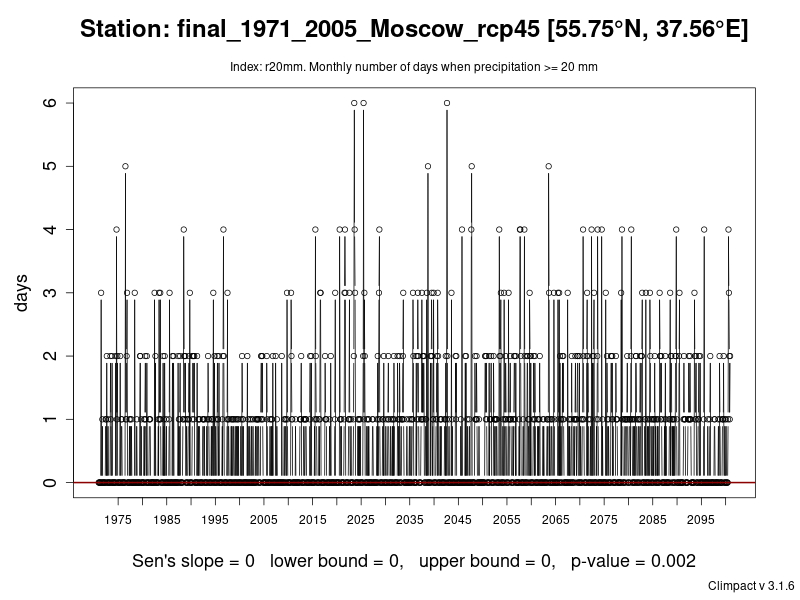 Station: final_1971_2005_Moscow_rcp45 [55.75°N, 37.56°E]
Index: r20mm. Monthly number of days when precipitation >= 20 mm
6
5
4
3
2
1
0
days
1975 1985 1995 2005 2015 2025 2035 2045 2055 2065 2075 2085 2095
Sen's slope = 0 lower bound = 0, upper bound = 0, p-value = 0.002
Climpact v 3.1.6